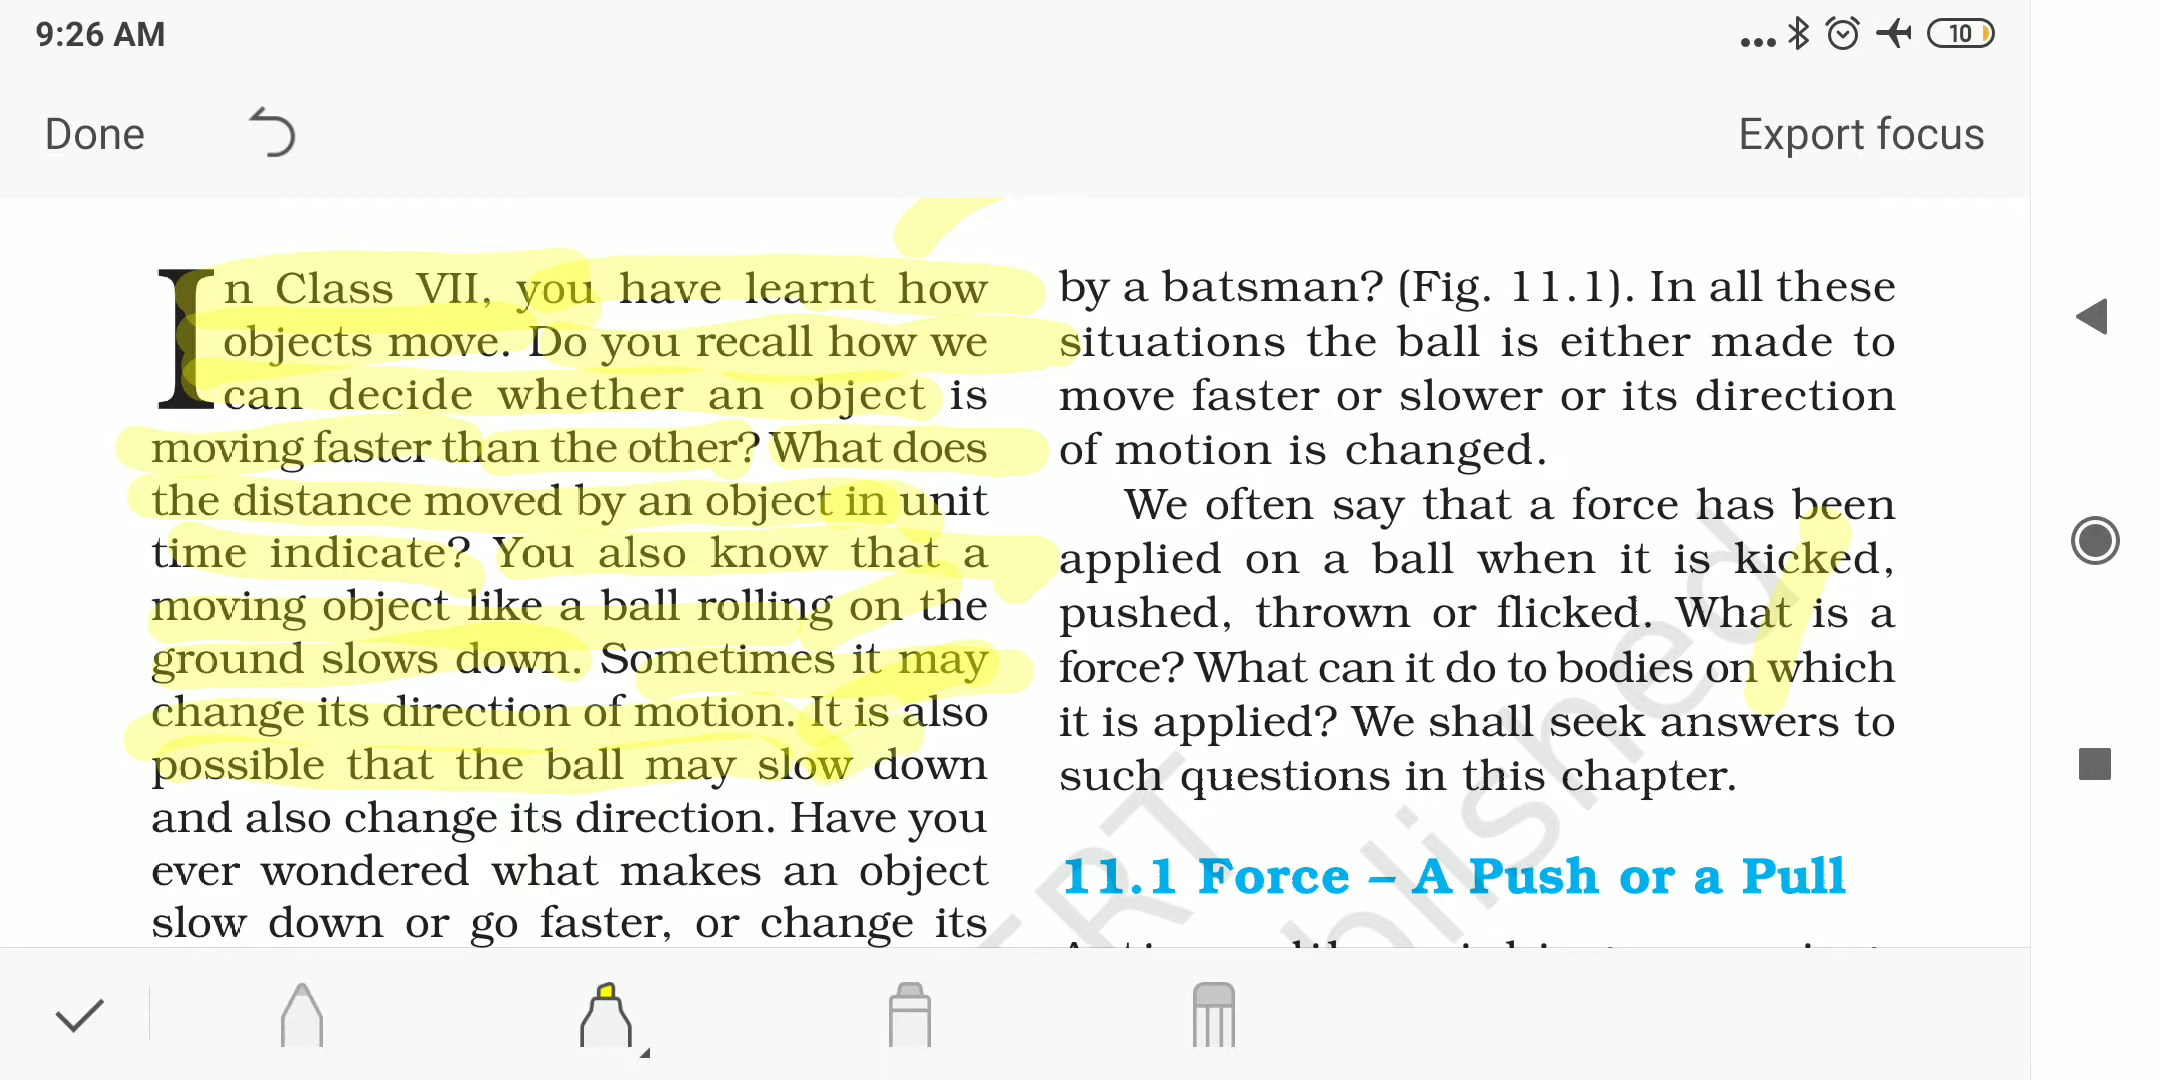 9:26 AM
10
Done
Export focus
In Class VII, you have learnt how
objects move. Do you recall how we
can decide whether an object is
moving faster than the other? What does
the distance moved by an object in unit
time indicate? You also know that a
moving object like a ball rolling on the
ground slows down. Sometimes it may
change its direction of motion. It is also
possible that the ball may slow down
and also change its direction. Have you
ever wondered what makes an object
slow down or go faster, or change its
by a batsman? (Fig. 11.1). In all these
situations the ball is either made to
move faster or slower or its direction
of motion is changed.
We often say that a force has been
applied on a ball when it is kicked,
pushed, thrown or flicked. What is a
force? What can it do to bodies on which
it is applied? We shall seek answers to
such questions in this chapter.
11.1 Force – A Push or a Pull